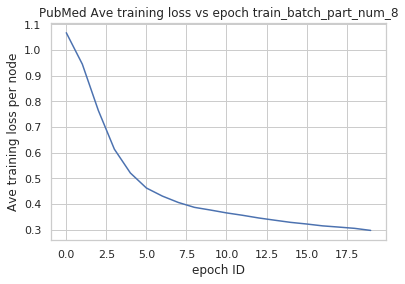 PubMed Ave training loss vs epoch train_batch_part_num_8
Ave training loss per node
1.1
1.0
0.9
0.8
0.7
0.6
0.5
0.4
0.3
0.0 2.5 5.0 7.5 10.0 12.5 15.0 17.5
epoch ID